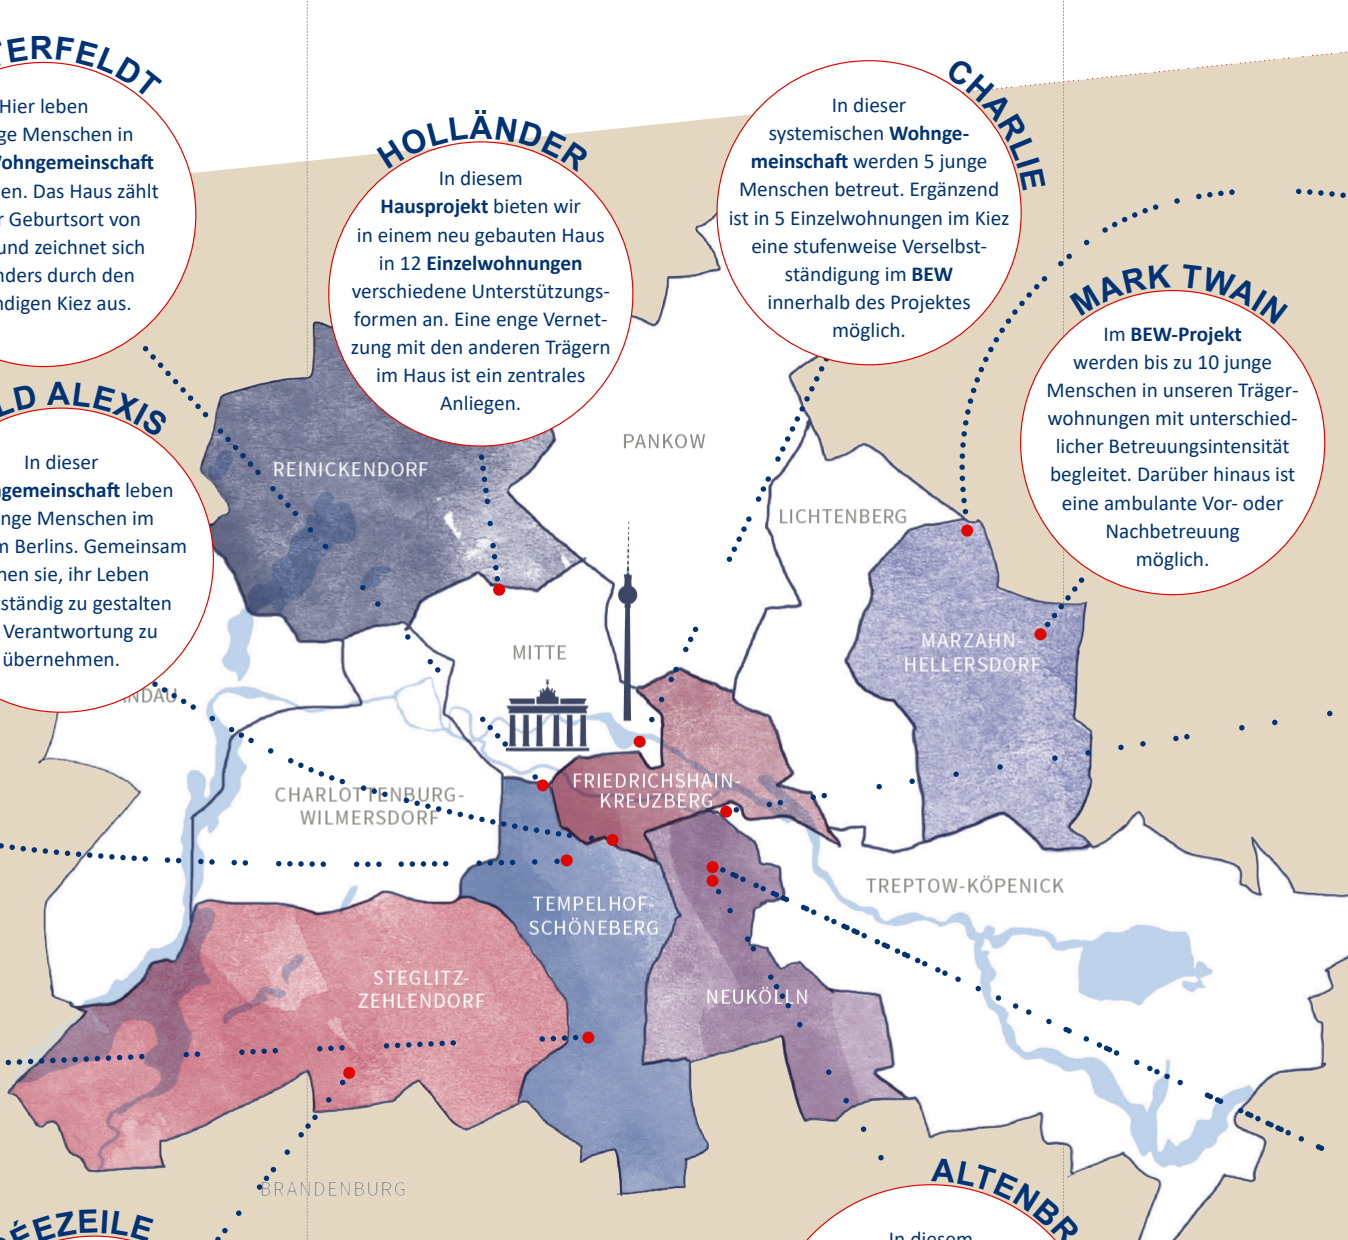 TERFELDT
Hier leben
ge Menschen in
Wohngemeinschaft
en. Das Haus zählt
r Geburtsort von
und zeichnet sich
nders durch den
ndigen Kiez aus.
HOLLÄNDER
In diesem
Hausprojekt bieten wir
in einem neu gebauten Haus
in 12 Einzelwohnungen
verschiedene Unterstützungs-
formen an. Eine enge Vernet-
zung mit den anderen Trägern
im Haus ist ein zentrales
Anliegen.
CHARLIE
In dieser
systemischen Wohnge-
meinschaft werden 5 junge
Menschen betreut. Ergänzend
ist in 5 Einzelwohnungen im Kiez
eine stufenweise Verselbst-
ständigung im BEW
innerhalb des Projektes
möglich.
MARK TWAIN
Im BEW-Projekt
werden bis zu 10 junge
Menschen in unseren Träger-
wohnungen mit unterschied-
licher Betreuungsintensität
begleitet. Darüber hinaus ist
eine ambulante Vor- oder
Nachbetreuung
möglich.
LD ALEXIS
In dieser
ngemeinschaft leben
nge Menschen im
m Berlins. Gemeinsam
nen sie, ihr Leben
tständig zu gestalten
Verantwortung zu
übernehmen.
REINICKENDORF
PANKOW
LICHTENBERG
MITTE
MARZAHN-
HELLERSDORF
NDAU
CHARLOTTENBURG-
WILMERSDORF
FRIEDRICHSHAIN-
KREUZBERG
TREPTOW-KÖPENICK
TEMPELHOF-
SCHÖNEBERG
STEGLITZ-
ZEHLENDORF
NEUKÖLLN
BRANDENBURG
ÉEZEILE
ALTENBR
In diesem